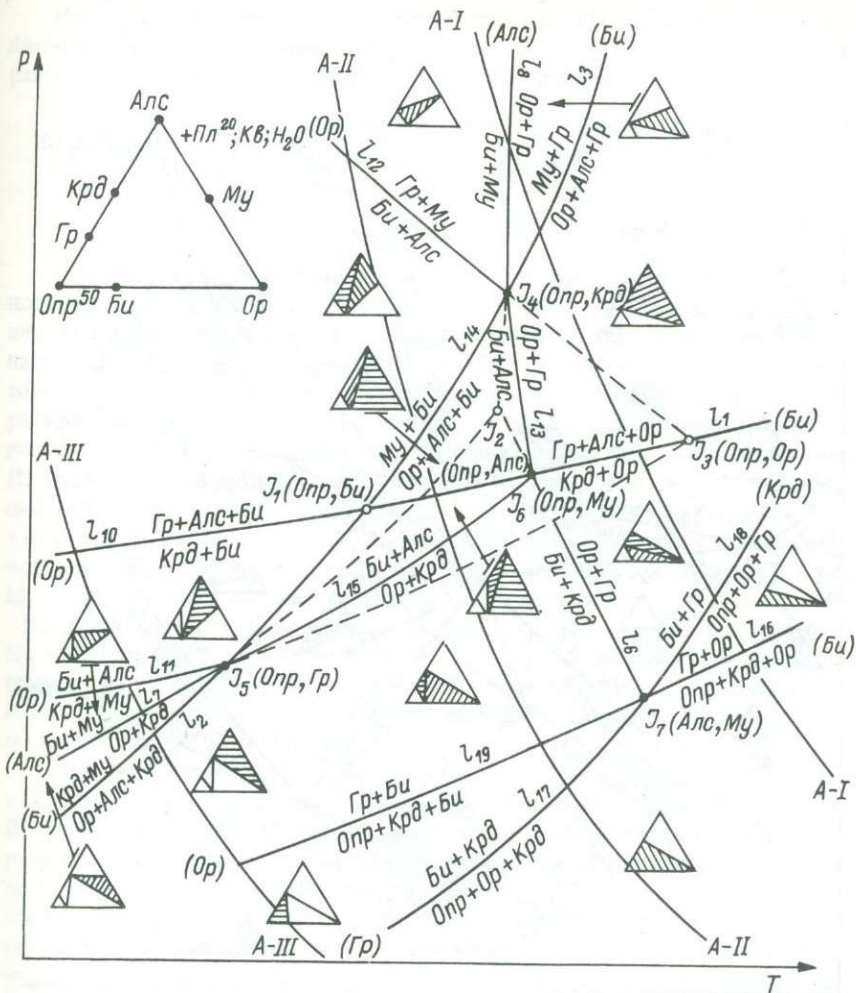 P
A-II
A-I
(Алс)
(Би)
Алс
+Пл²⁰;Кв;H₂O
(Ор)
Крд
Му
Гр
Опр⁵⁰
Би
Ор
l₁₂
Гр+Му
Би+Алс
l₈
Ор+Гр
Би+Му
l₃
Му+Гр
Ор+Алс+Гр
J₄(Опр,Крд)
l₁₄
Му+Би
Ор+Алс+Би
Ор+Гр
Би+Алс
l₁₃
J₂
(Опр,Алс)
A-III
l₁₀
Гр+Алс+Би
Крд+Би
(Ор)
J₁(Опр,Би)
Гр+Алс+Ор
Крд+Ор
l₁
(Би)
J₃(Опр,Ор)
J₆(Опр,Му)
l₁₅
Би+Алс
Ор+Крд
(Крд)
l₁₈
Би+Гр
Опр+Ор+Гр
Ор+Гр
Би+Крд
l₆
l₁₁
Би+Алс
Крд+Му
(Ор)
l₇
Би+Му
Ор+Крд
(Алс)
l₂
Крд+Му
Ор+Алс+Крд
(Би)
J₅(Опр,Гр)
l₁₆
Гр+Ор
Опр+Крд+Ор
(Би)
J₇(Алс,Му)
l₁₉
Гр+Би
Опр+Крд+Би
(Ор)
l₁₇
Би+Крд
Опр+Ор+Крд
(Гр)
A-I
A-II
A-III
T